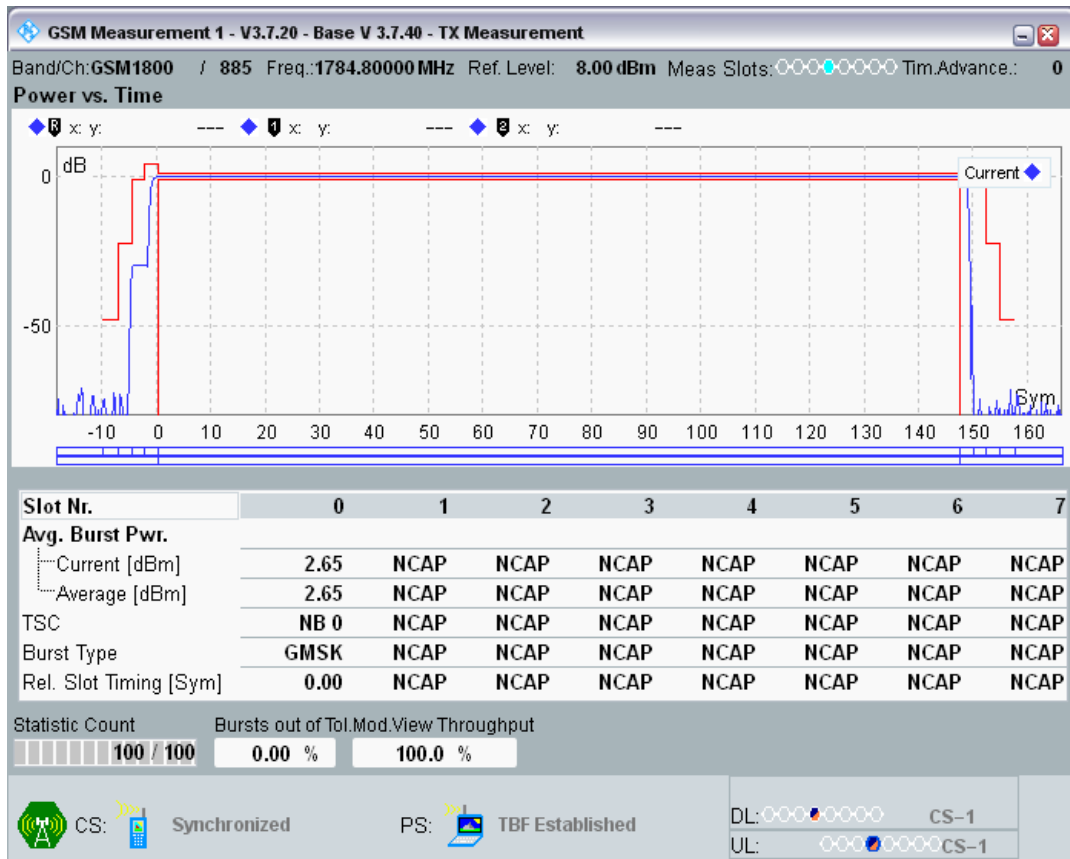 GSM Measurement 1 - V3.7.20 - Base V 3.7.40 - TX Measurement
Band/Ch:GSM1800 / 885 Freq.:1784.80000 MHz Ref. Level: 8.00 dBm Meas Slots: Tim.Advance.: 0
Power vs. Time
R x: y: --- 1 x: y: --- 2 x: y: ---
dB
Current
0
-50
Sym
-10 0 10 20 30 40 50 60 70 80 90 100 110 120 130 140 150 160
Slot Nr. 0 1 2 3 4 5 6 7
Avg. Burst Pwr.
Current [dBm] 2.65 NCAP NCAP NCAP NCAP NCAP NCAP NCAP
Average [dBm] 2.65 NCAP NCAP NCAP NCAP NCAP NCAP NCAP
TSC NB 0 NCAP NCAP NCAP NCAP NCAP NCAP NCAP
Burst Type GMSK NCAP NCAP NCAP NCAP NCAP NCAP NCAP
Rel. Slot Timing [Sym] 0.00 NCAP NCAP NCAP NCAP NCAP NCAP NCAP
Statistic Count Bursts out of Tol. Mod.View Throughput
100 / 100 0.00 % 100.0 %
CS: Synchronized PS: TBF Established DL: CS-1
UL: CS-1